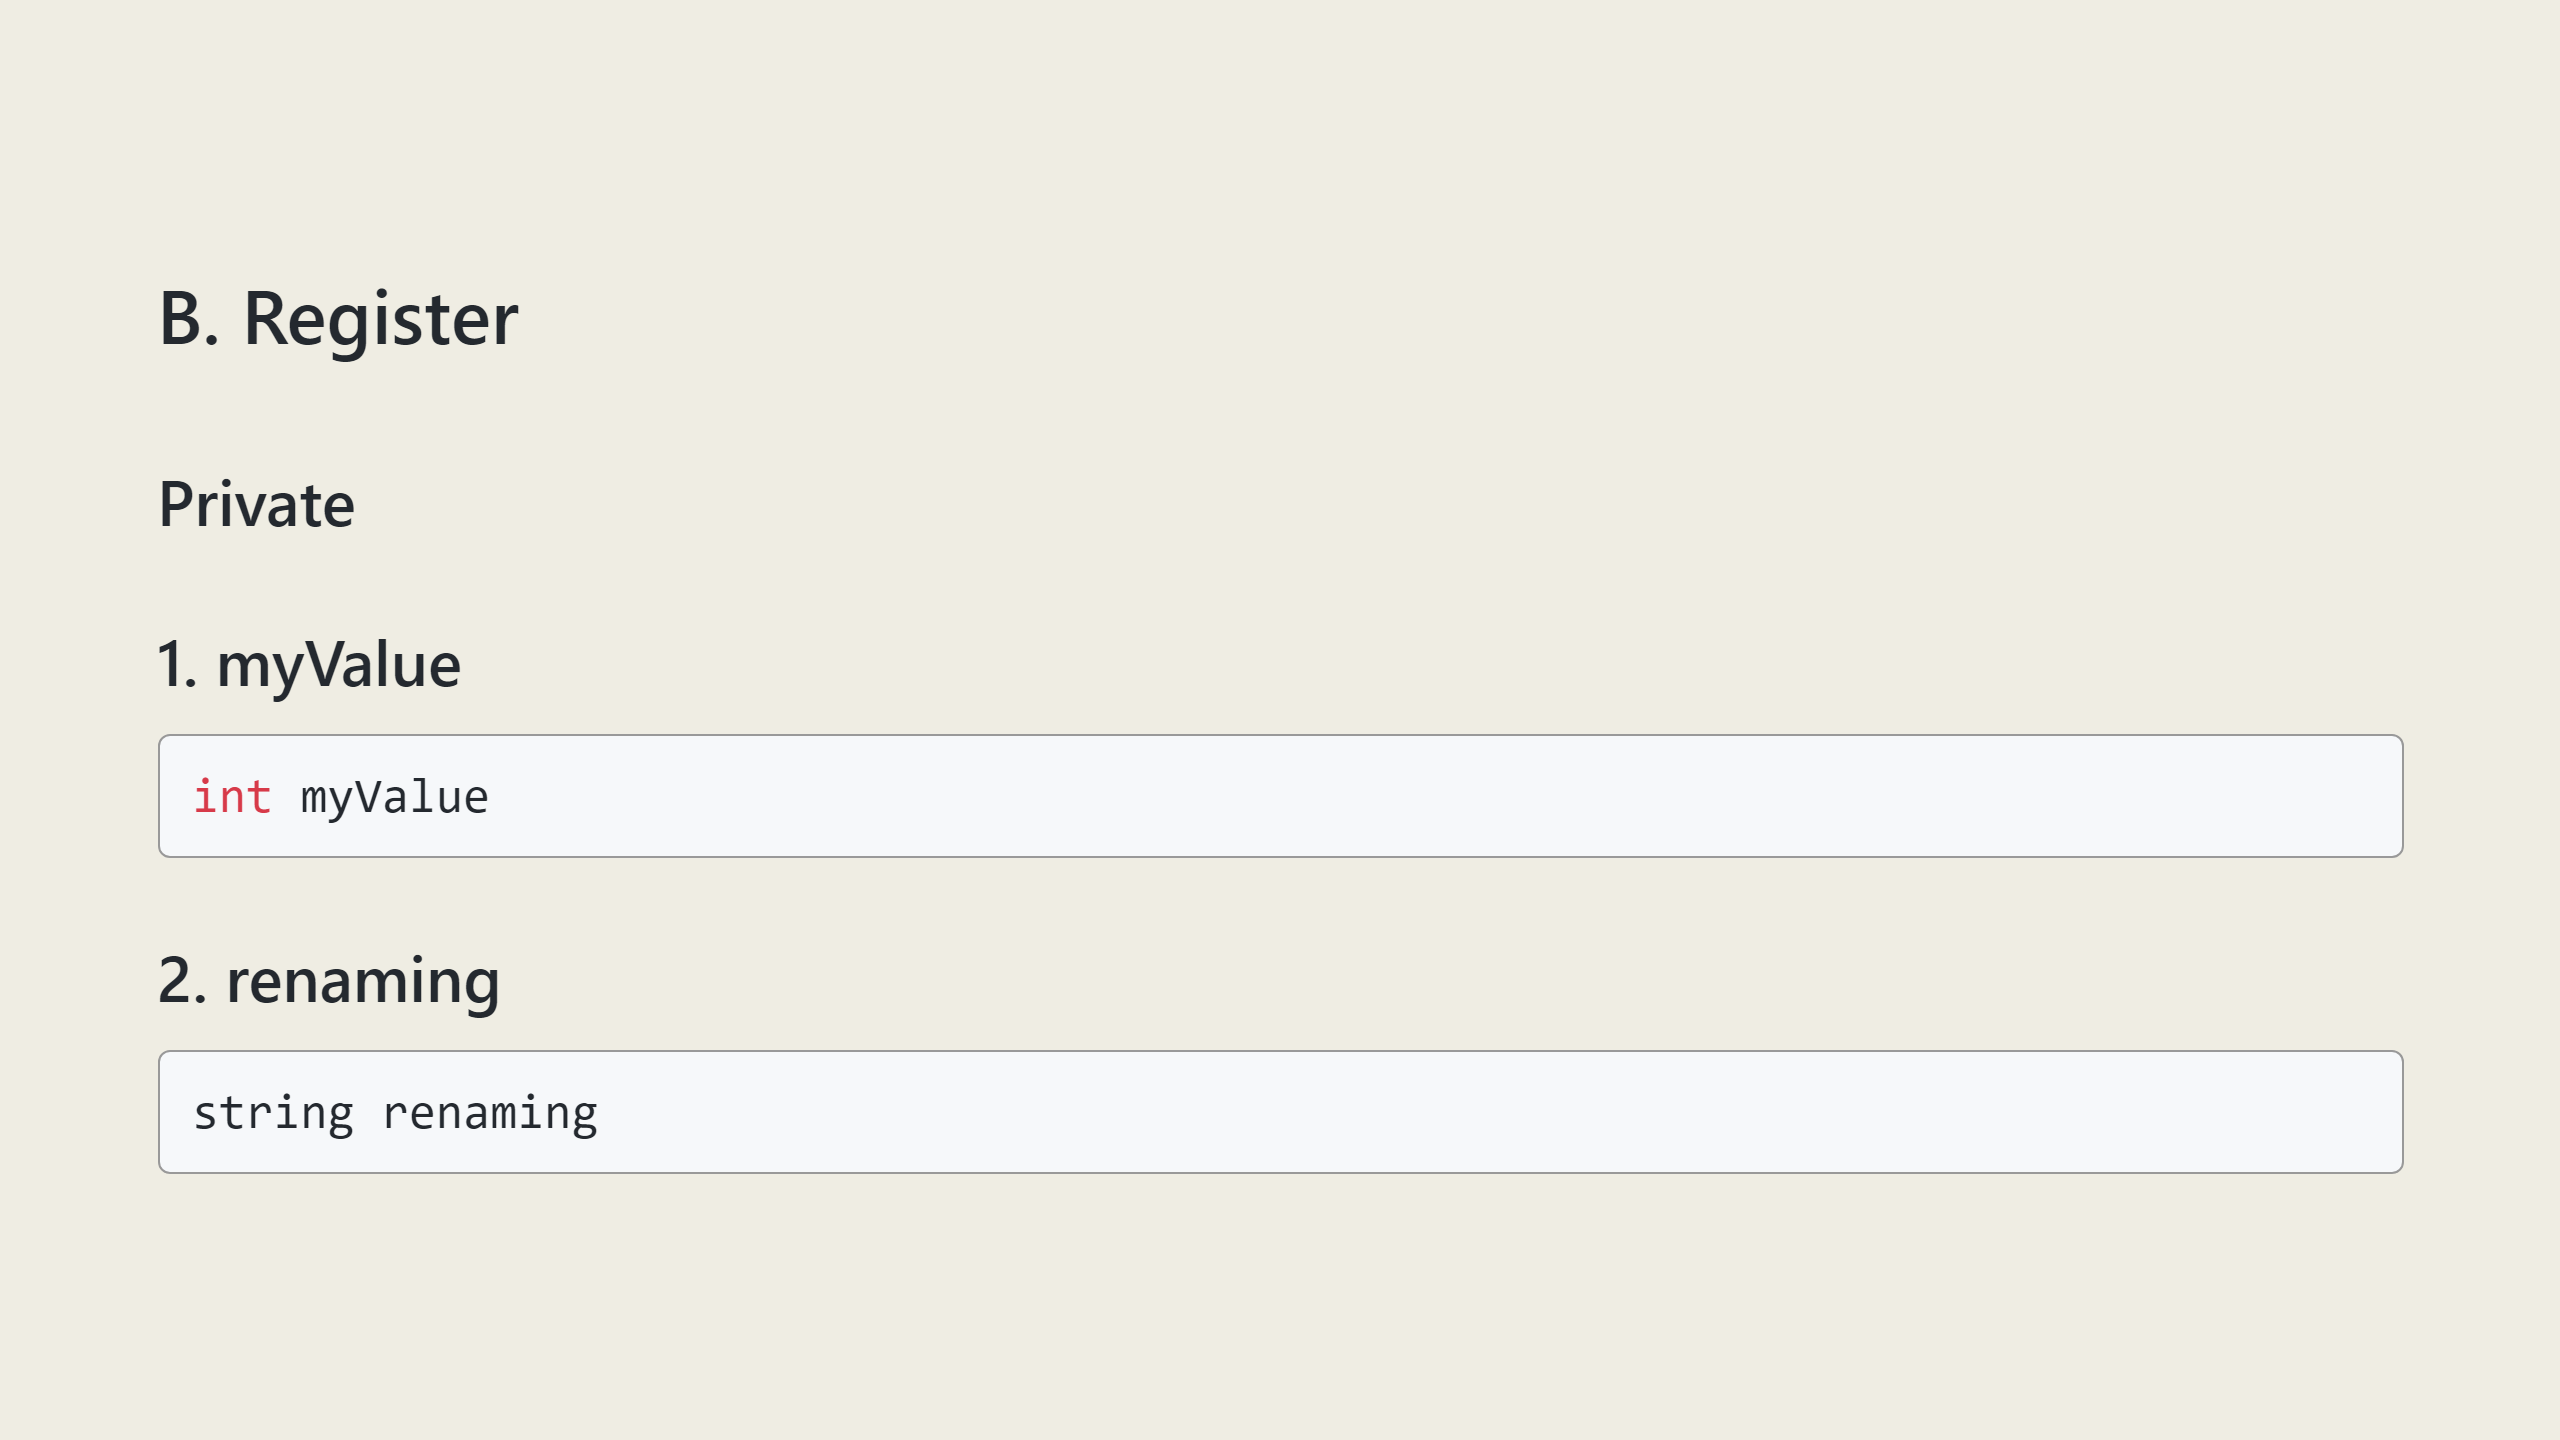 B. Register
Private
1. myValue
int myValue
2. renaming
string renaming